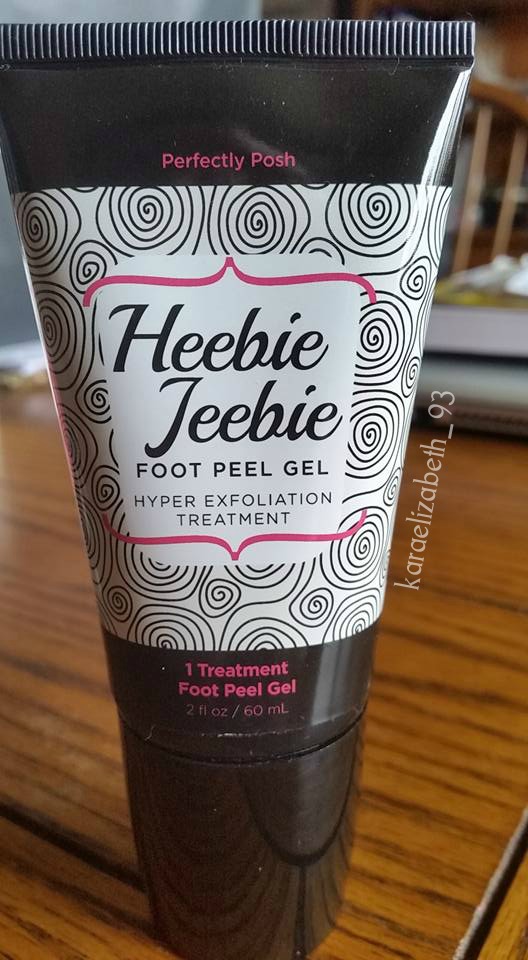 Perfectly Posh
Heebie
Jeebie
FOOT PEEL GEL
HYPER EXFOLIATION
TREATMENT
1 Treatment
Foot Peel Gel
2 fl oz / 60 mL
karaelizabeth_93